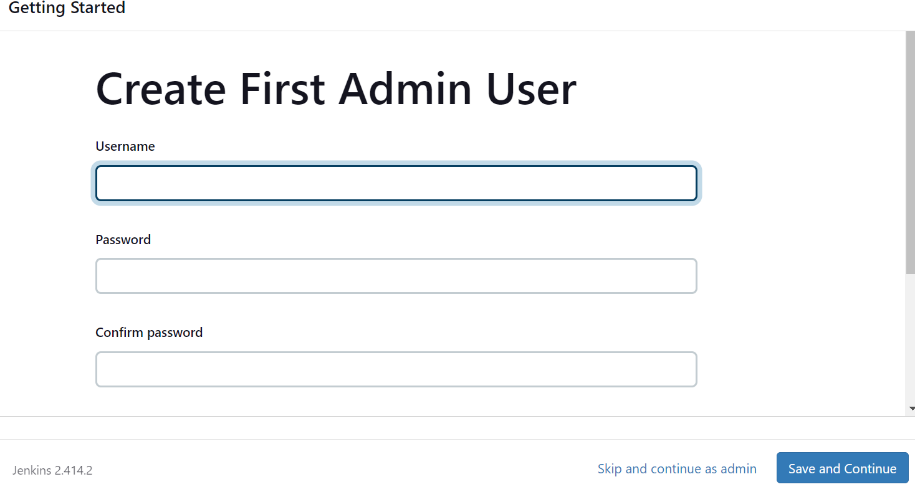 Getting Started
Create First Admin User
Username
Password
Confirm password
Jenkins 2.414.2
Skip and continue as admin
Save and Continue